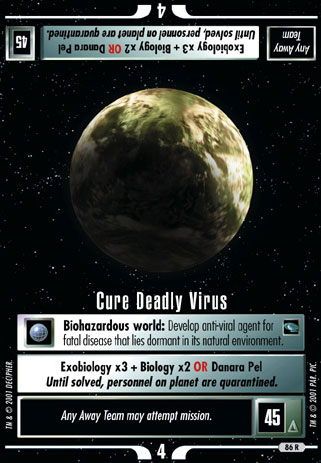 4
Any Away
Team
Exobiology x3 + Biology x2 OR Danara Pel
Until solved, personnel on planet are quarantined.
45
Cure Deadly Virus
Biohazardous world: Develop anti-viral agent for
fatal disease that lies dormant in its natural environment.
Exobiology x3 + Biology x2 OR Danara Pel
Until solved, personnel on planet are quarantined.
Any Away Team may attempt mission.
45
4
86 R
TM & © 2001 DECIPHER.
TM & © 2001 PAR. PIC.